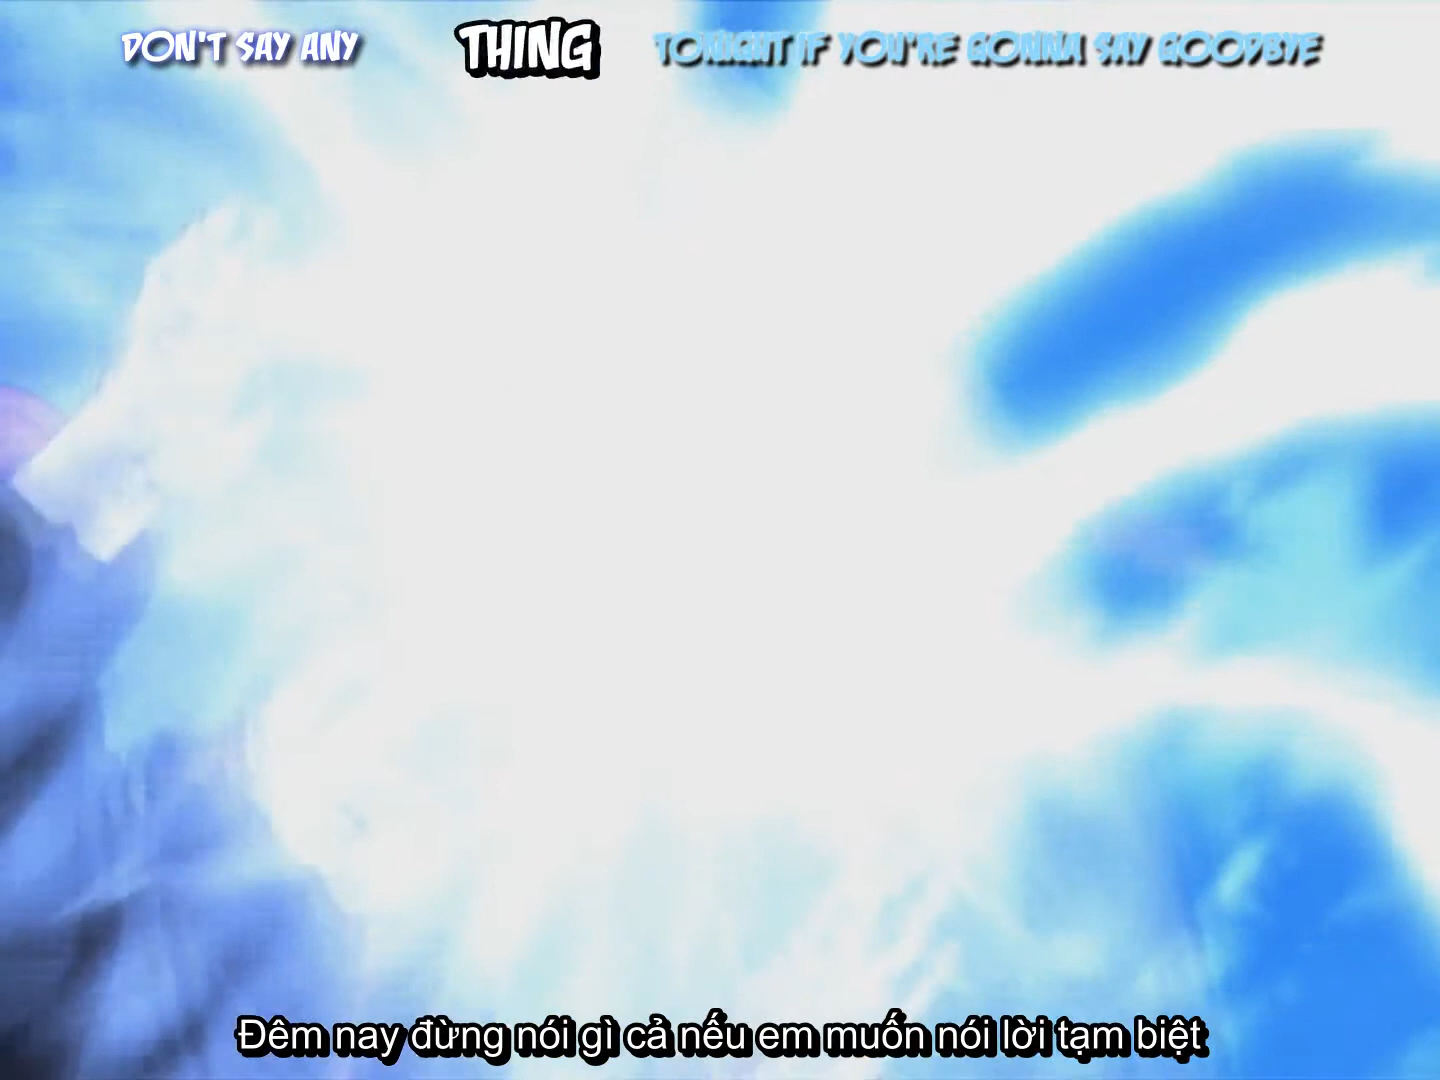 DON'T SAY ANY THING TONIGHT IF YOU'RE GONNA SAY GOODBYE
Đêm nay đừng nói gì cả nếu em muốn nói lời tạm biệt